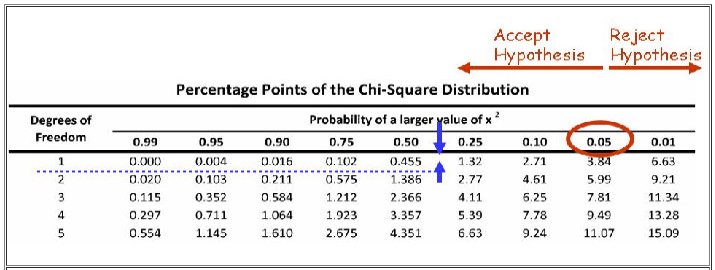 Accept Hypothesis
Reject Hypothesis
Percentage Points of the Chi-Square Distribution
Degrees of Freedom
Probability of a larger value of x 2
0.99 0.95 0.90 0.75 0.50 0.25 0.10 0.05 0.01
1 0.000 0.004 0.016 0.102 0.455 1.32 2.71 3.84 6.63
2 0.020 0.103 0.211 0.575 1.386 2.77 4.61 5.99 9.21
3 0.115 0.352 0.584 1.212 2.366 4.11 6.25 7.81 11.34
4 0.297 0.711 1.064 1.923 3.357 5.39 7.78 9.49 13.28
5 0.554 1.145 1.610 2.675 4.351 6.63 9.24 11.07 15.09